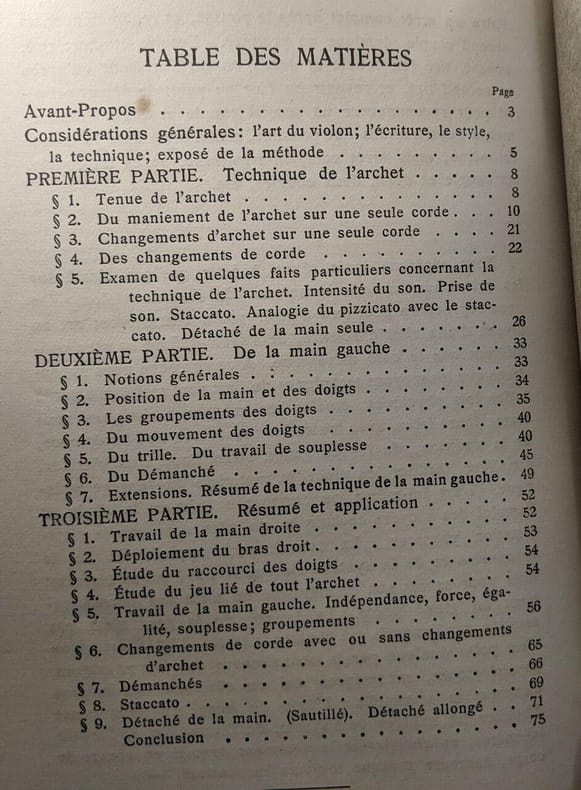 TABLE DES MATIÈRES
Page
Avant-Propos . . . . . . . . . . . . . . . . . 3
Considérations générales: l'art du violon; l'écriture, le style,
la technique; exposé de la méthode . . . . . . . . . 5
PREMIÈRE PARTIE. Technique de l'archet . . . . . 8
§ 1. Tenue de l'archet . . . . . . . . . . . . . 8
§ 2. Du maniement de l'archet sur une seule corde . . . 10
§ 3. Changements d'archet sur une seule corde . . . . 21
§ 4. Des changements de corde . . . . . . . . . 22
§ 5. Examen de quelques faits particuliers concernant la
technique de l'archet. Intensité du son. Prise de
son. Staccato. Analogie du pizzicato avec le stac-
cato. Détaché de la main seule . . . . . . . 26
DEUXIÈME PARTIE. De la main gauche . . . . . . 33
§ 1. Notions générales . . . . . . . . . . . . 33
§ 2. Position de la main et des doigts . . . . . . . 34
§ 3. Les groupements des doigts . . . . . . . . . 35
§ 4. Du mouvement des doigts . . . . . . . . . 40
§ 5. Du trille. Du travail de souplesse . . . . . . . 40
§ 6. Du Démanché . . . . . . . . . . . . . 45
§ 7. Extensions. Résumé de la technique de la main gauche. 49
TROISIÈME PARTIE. Résumé et application . . . . . 52
§ 1. Travail de la main droite . . . . . . . . . 52
§ 2. Déploiement du bras droit . . . . . . . . . 53
§ 3. Étude du raccourci des doigts . . . . . . . . 54
§ 4. Étude du jeu lié de tout l'archet . . . . . . . 54
§ 5. Travail de la main gauche. Indépendance, force, éga-
lité, souplesse; groupements . . . . . . . . 56
§ 6. Changements de corde avec ou sans changements
d'archet . . . . . . . . . . . . . 65
§ 7. Démanchés . . . . . . . . . . . . . 66
§ 8. Staccato . . . . . . . . . . . . . . 69
§ 9. Détaché de la main. (Sautillé). Détaché allongé . . 71
Conclusion . . . . . . . . . . . . . 75